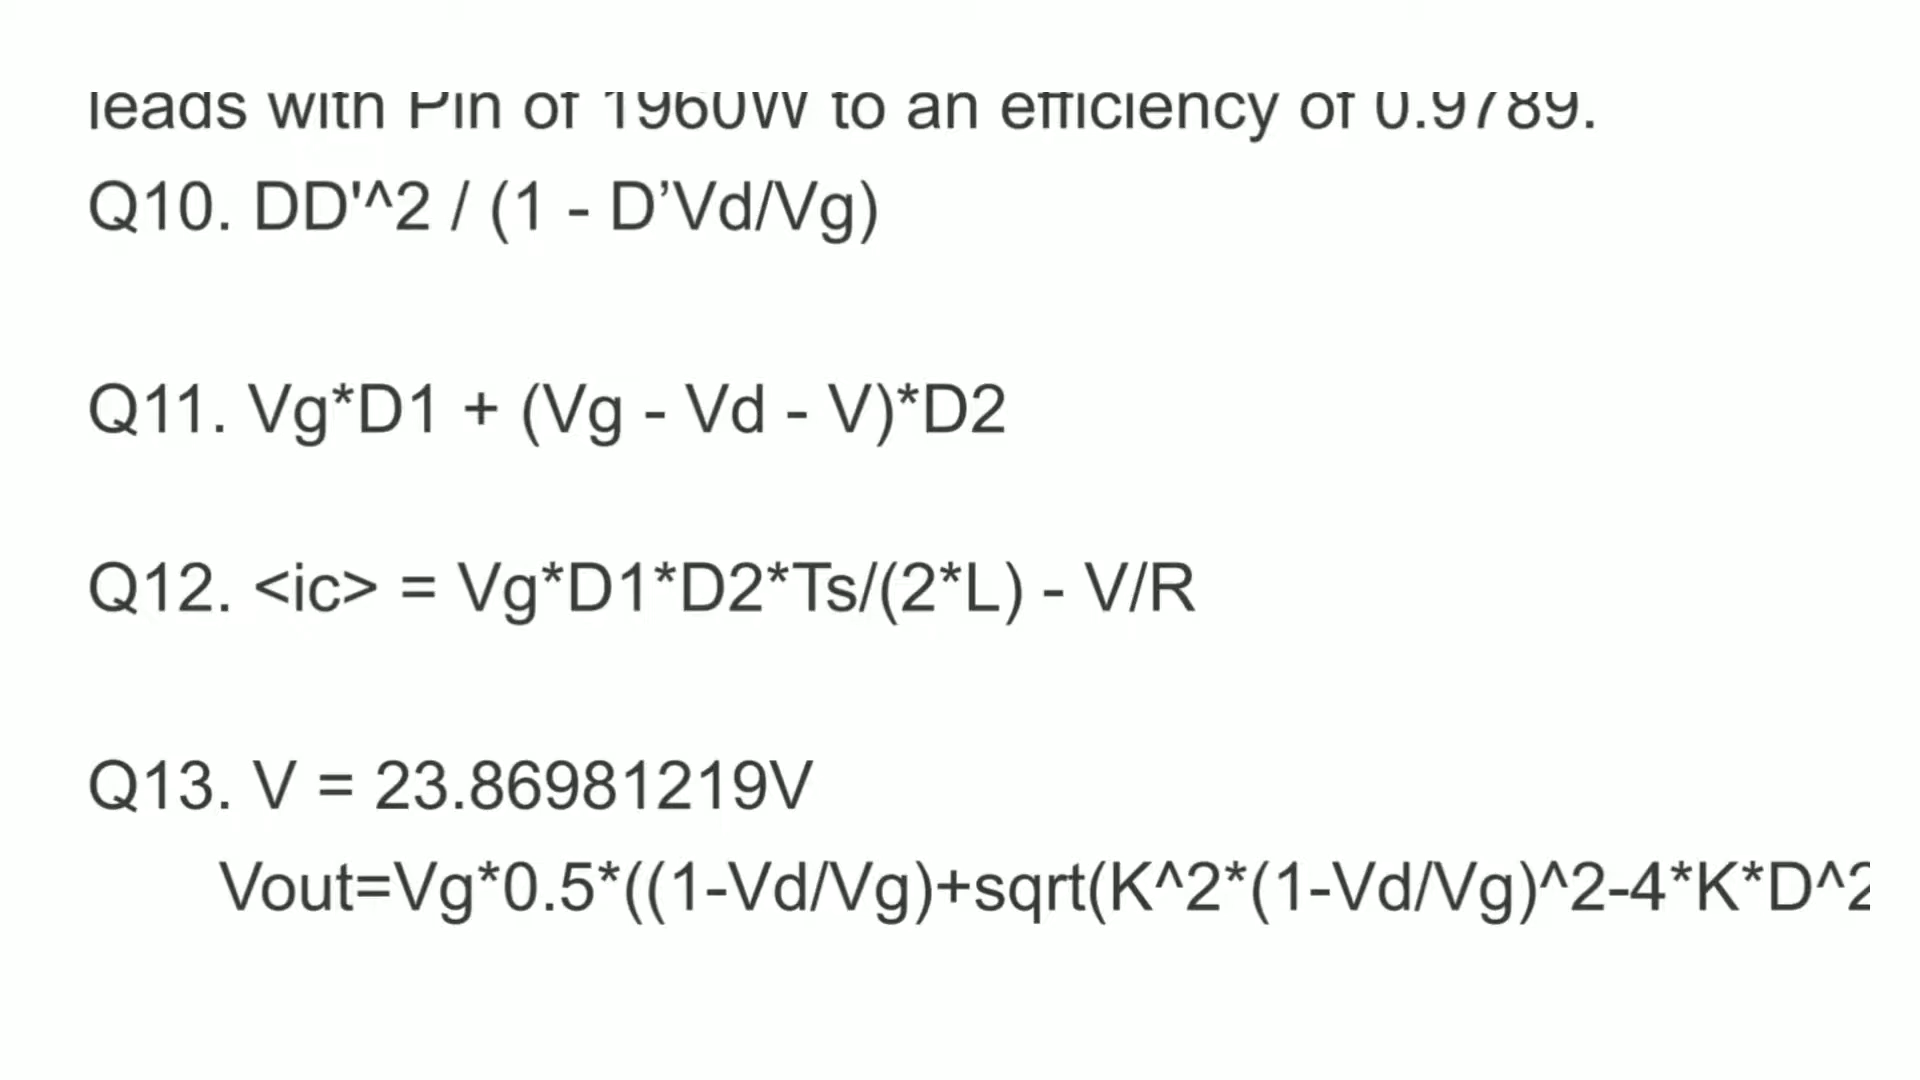 leads with Pin of 1960W to an efficiency of 0.9789.
Q10. DD'^2 / (1 - D’Vd/Vg)
Q11. Vg*D1 + (Vg - Vd - V)*D2
Q12. <ic> = Vg*D1*D2*Ts/(2*L) - V/R
Q13. V = 23.86981219V
Vout=Vg*0.5*((1-Vd/Vg)+sqrt(K^2*(1-Vd/Vg)^2-4*K*D^2